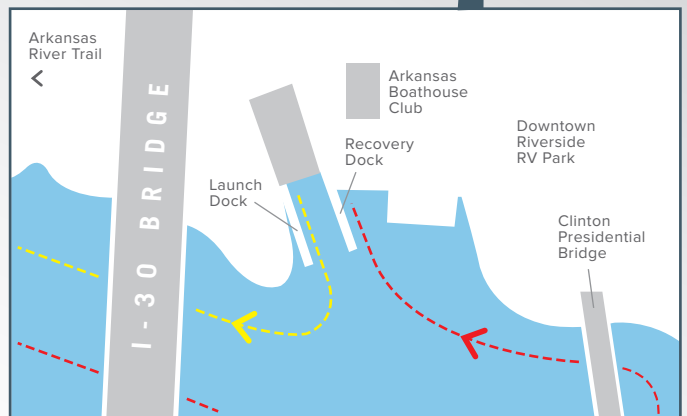 Arkansas
River Trail
I-30 BRIDGE
Arkansas
Boathouse
Club
Recovery
Dock
Launch
Dock
Downtown
Riverside
RV Park
Clinton
Presidential
Bridge